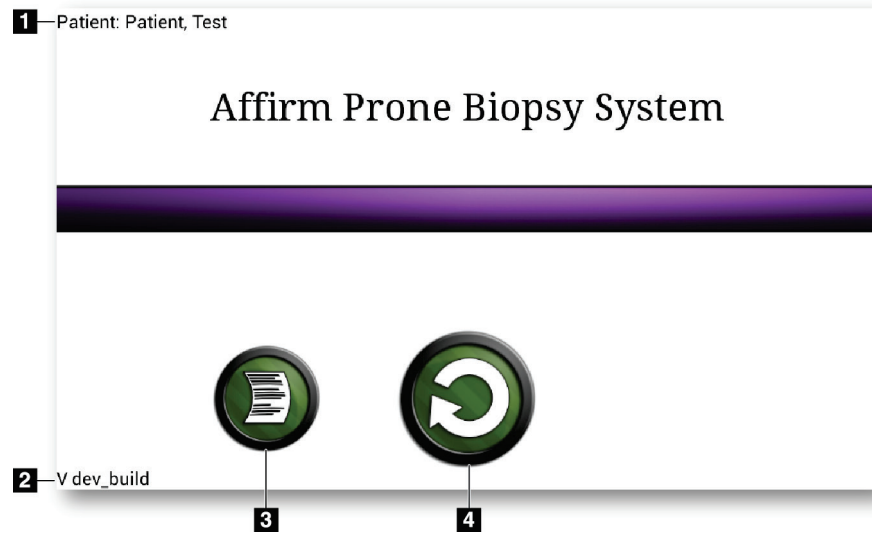 1 Patient: Patient, Test
Affirm Prone Biopsy System
2 V dev_build
3 4